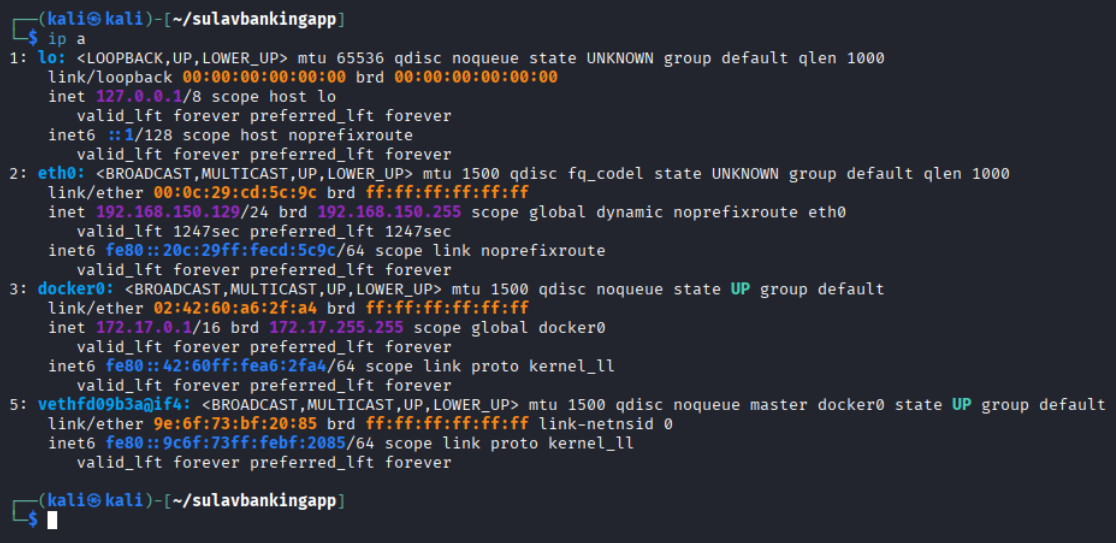 ┌──(kali㉿kali)-[~/sulavbankingapp]
└─$ ip a
1: lo: <LOOPBACK,UP,LOWER_UP> mtu 65536 qdisc noqueue state UNKNOWN group default qlen 1000
    link/loopback 00:00:00:00:00:00 brd 00:00:00:00:00:00
    inet 127.0.0.1/8 scope host lo
       valid_lft forever preferred_lft forever
    inet6 ::1/128 scope host noprefixroute
       valid_lft forever preferred_lft forever
2: eth0: <BROADCAST,MULTICAST,UP,LOWER_UP> mtu 1500 qdisc fq_codel state UNKNOWN group default qlen 1000
    link/ether 00:0c:29:cd:5c:9c brd ff:ff:ff:ff:ff:ff
    inet 192.168.150.129/24 brd 192.168.150.255 scope global dynamic noprefixroute eth0
       valid_lft 1247sec preferred_lft 1247sec
    inet6 fe80::20c:29ff:fecd:5c9c/64 scope link noprefixroute
       valid_lft forever preferred_lft forever
3: docker0: <BROADCAST,MULTICAST,UP,LOWER_UP> mtu 1500 qdisc noqueue state UP group default
    link/ether 02:42:60:a6:2f:a4 brd ff:ff:ff:ff:ff:ff
    inet 172.17.0.1/16 brd 172.17.255.255 scope global docker0
       valid_lft forever preferred_lft forever
    inet6 fe80::42:60ff:fea6:2fa4/64 scope link proto kernel_ll
       valid_lft forever preferred_lft forever
5: vethfd09b3a@if4: <BROADCAST,MULTICAST,UP,LOWER_UP> mtu 1500 qdisc noqueue master docker0 state UP group default
    link/ether 9e:6f:73:bf:20:85 brd ff:ff:ff:ff:ff:ff link-netnsid 0
    inet6 fe80::9c6f:73ff:febf:2085/64 scope link proto kernel_ll
       valid_lft forever preferred_lft forever
┌──(kali㉿kali)-[~/sulavbankingapp]
└─$